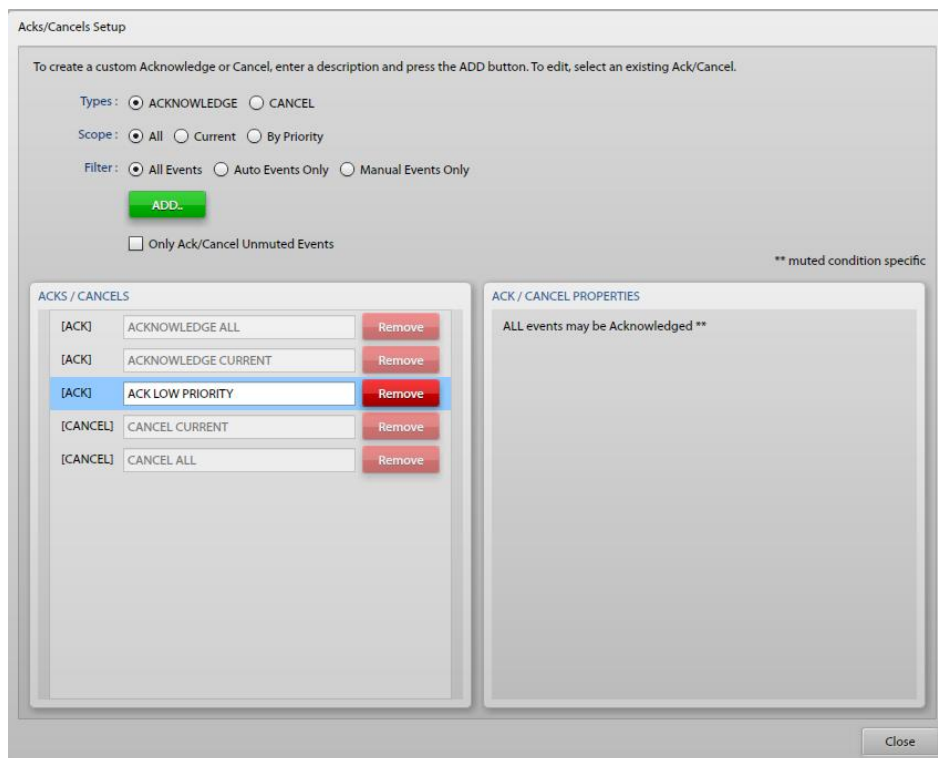 Acks/Cancels Setup
To create a custom Acknowledge or Cancel, enter a description and press the ADD button. To edit, select an existing Ack/Cancel.
Types: ACKNOWLEDGE CANCEL
Scope: All Current By Priority
Filter: All Events Auto Events Only Manual Events Only
ADD..
Only Ack/Cancel Unmuted Events
** muted condition specific
ACKS / CANCELS
[ACK] ACKNOWLEDGE ALL Remove
[ACK] ACKNOWLEDGE CURRENT Remove
[ACK] ACK LOW PRIORITY Remove
[CANCEL] CANCEL CURRENT Remove
[CANCEL] CANCEL ALL Remove
ACK / CANCEL PROPERTIES
ALL events may be Acknowledged **
Close